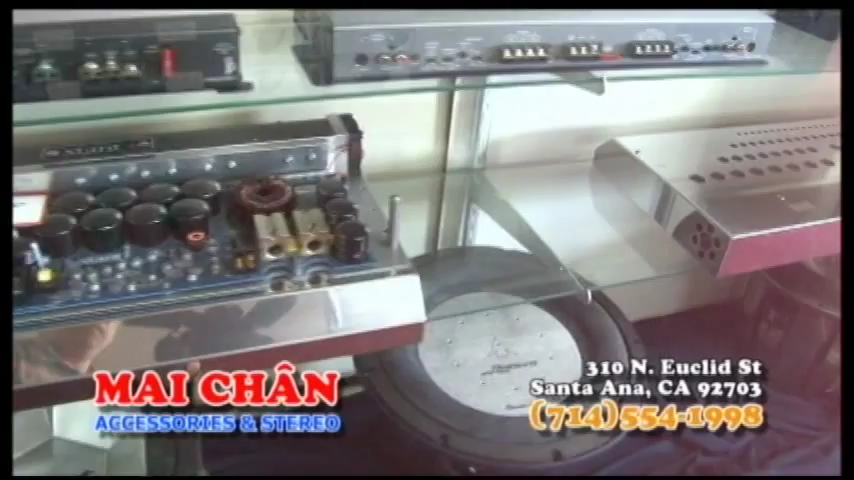 MAI CHÂN
ACCESSORIES & STEREO
310 N. Euclid St
Santa Ana, CA 92703
(714)554-1998